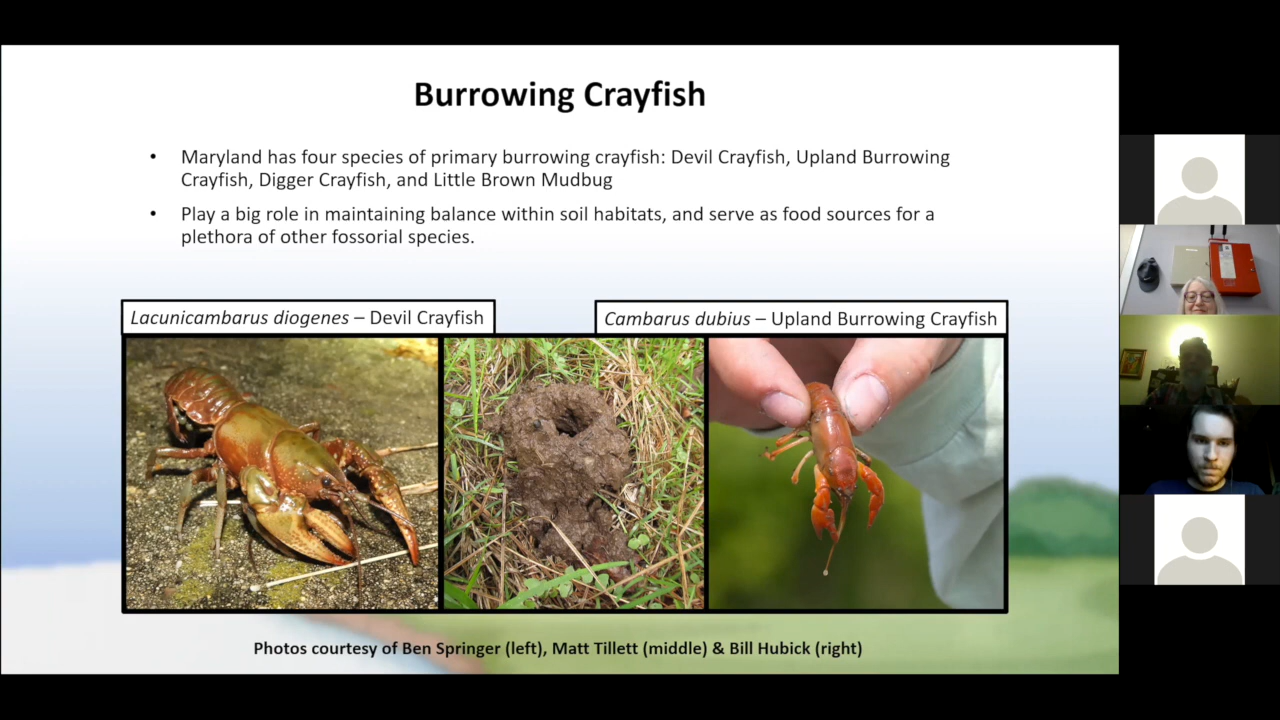 Burrowing Crayfish
• Maryland has four species of primary burrowing crayfish: Devil Crayfish, Upland Burrowing
Crayfish, Digger Crayfish, and Little Brown Mudbug
• Play a big role in maintaining balance within soil habitats, and serve as food sources for a
plethora of other fossorial species.
Lacunicambarus diogenes – Devil Crayfish
Cambarus dubius – Upland Burrowing Crayfish
Photos courtesy of Ben Springer (left), Matt Tillett (middle) & Bill Hubick (right)